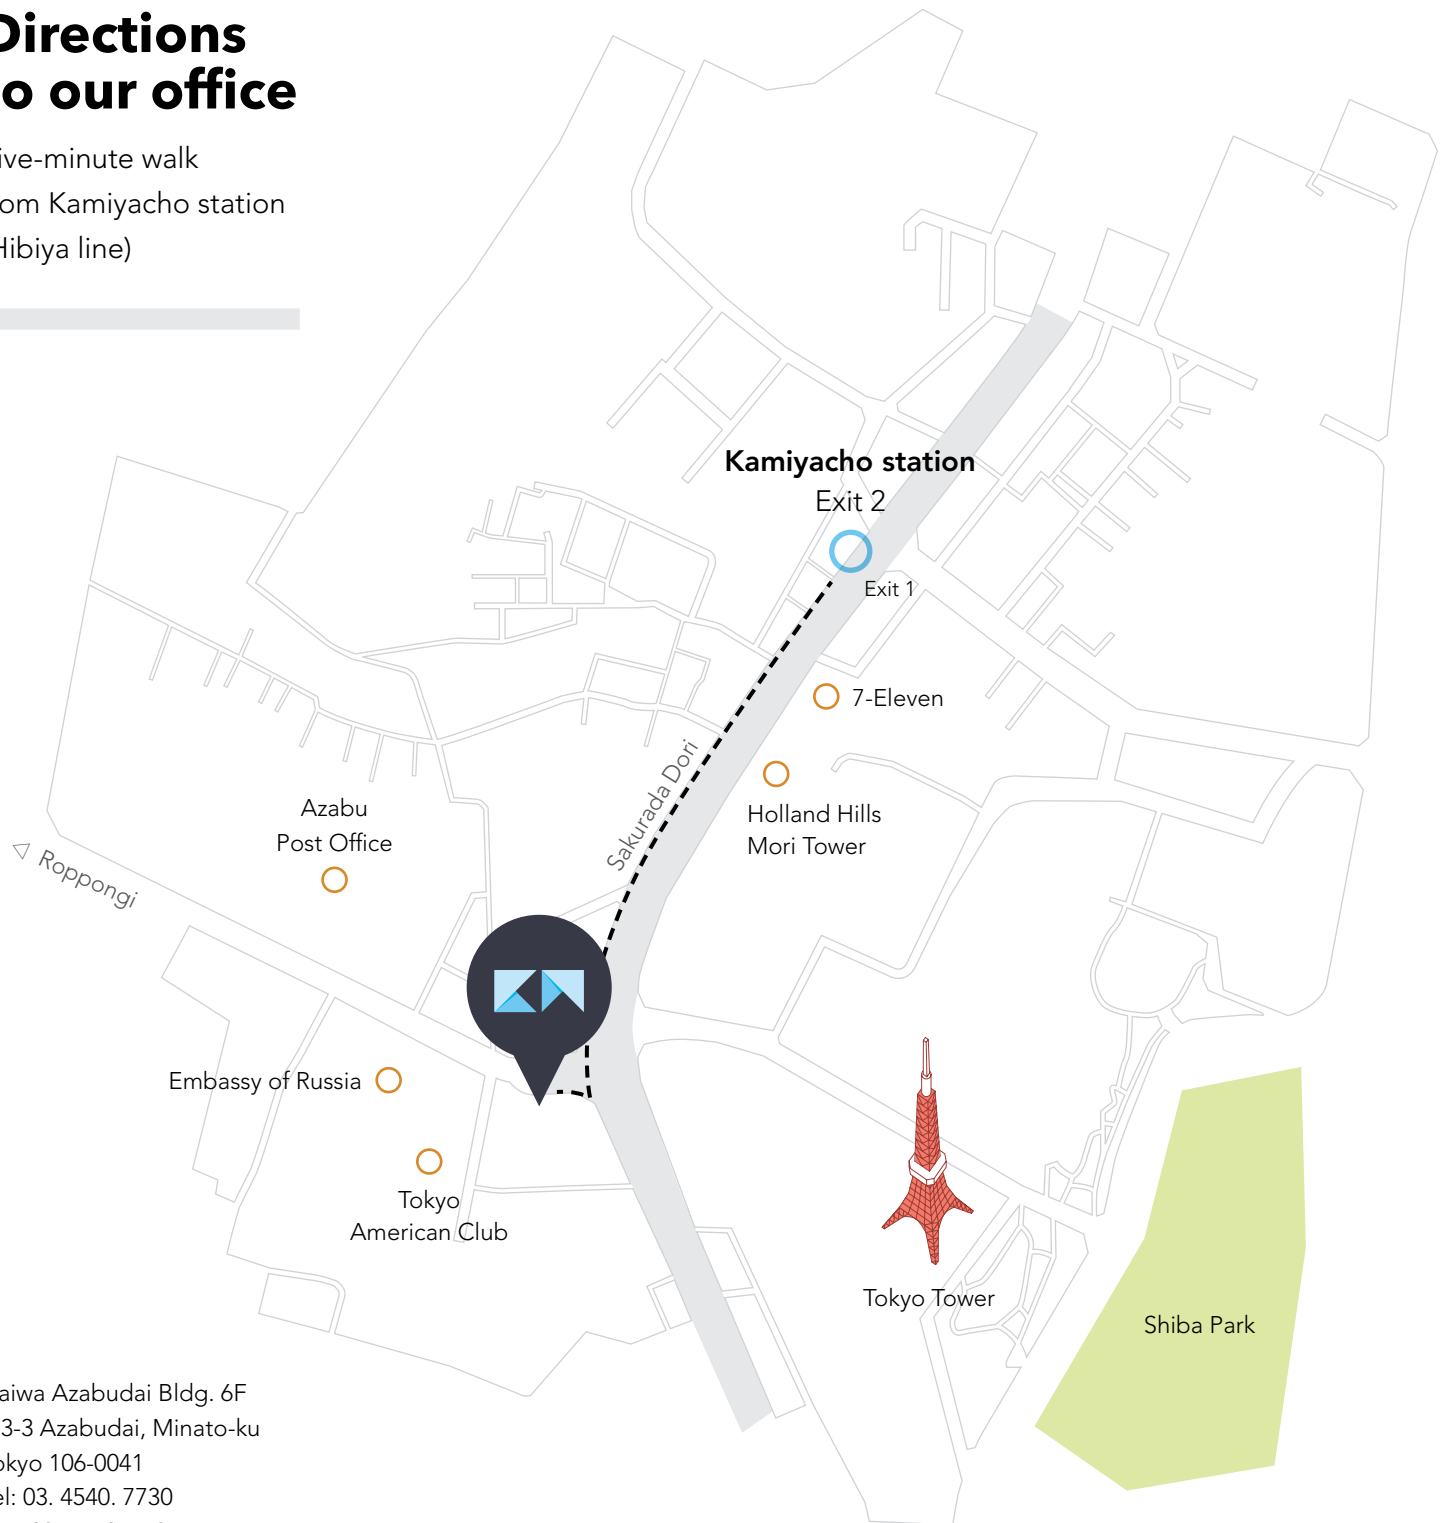 Directions
o our office
ive-minute walk
om Kamiyacho station
Hibiya line)
Kamiyacho station
Exit 2
Exit 1
7-Eleven
Sakurada Dori
Holland Hills
Mori Tower
Azabu
Post Office
◁ Roppongi
Embassy of Russia
Tokyo
American Club
Tokyo Tower
Shiba Park
aiwa Azabudai Bldg. 6F
3-3 Azabudai, Minato-ku
okyo 106-0041
el: 03. 4540. 7730